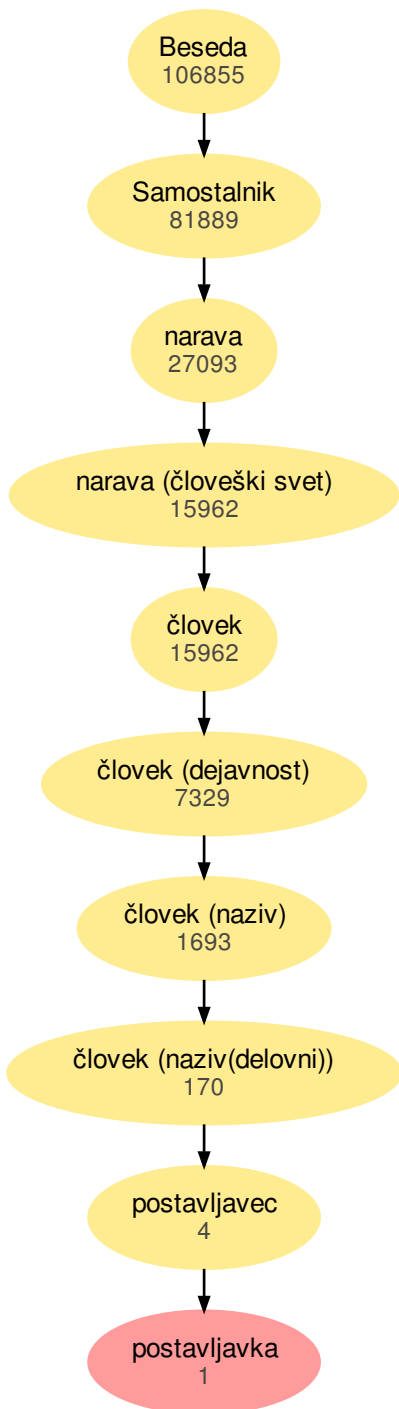 Beseda
106855
Samostalnik
81889
narava
27093
narava (človeški svet)
15962
človek
15962
človek (dejavnost)
7329
človek (naziv)
1693
človek (naziv(delovni))
170
postavljavec
4
postavljavka
1